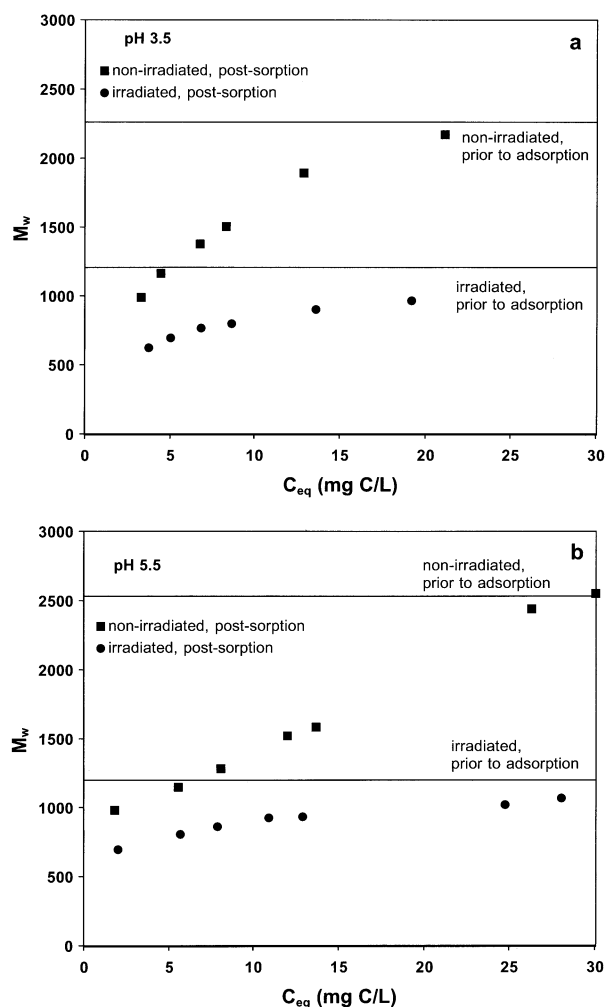 3000
pH 3.5
a
■ non-irradiated, post-sorption
● irradiated, post-sorption
2500
non-irradiated,
prior to adsorption
2000
1500
Mw
1000
irradiated,
prior to adsorption
500
0
0 5 10 15 20 25 30
Ceq (mg C/L)
3000
pH 5.5
b
non-irradiated,
prior to adsorption
2500
■ non-irradiated, post-sorption
● irradiated, post-sorption
2000
1500
Mw
irradiated,
prior to adsorption
1000
500
0
0 5 10 15 20 25 30
Ceq (mg C/L)